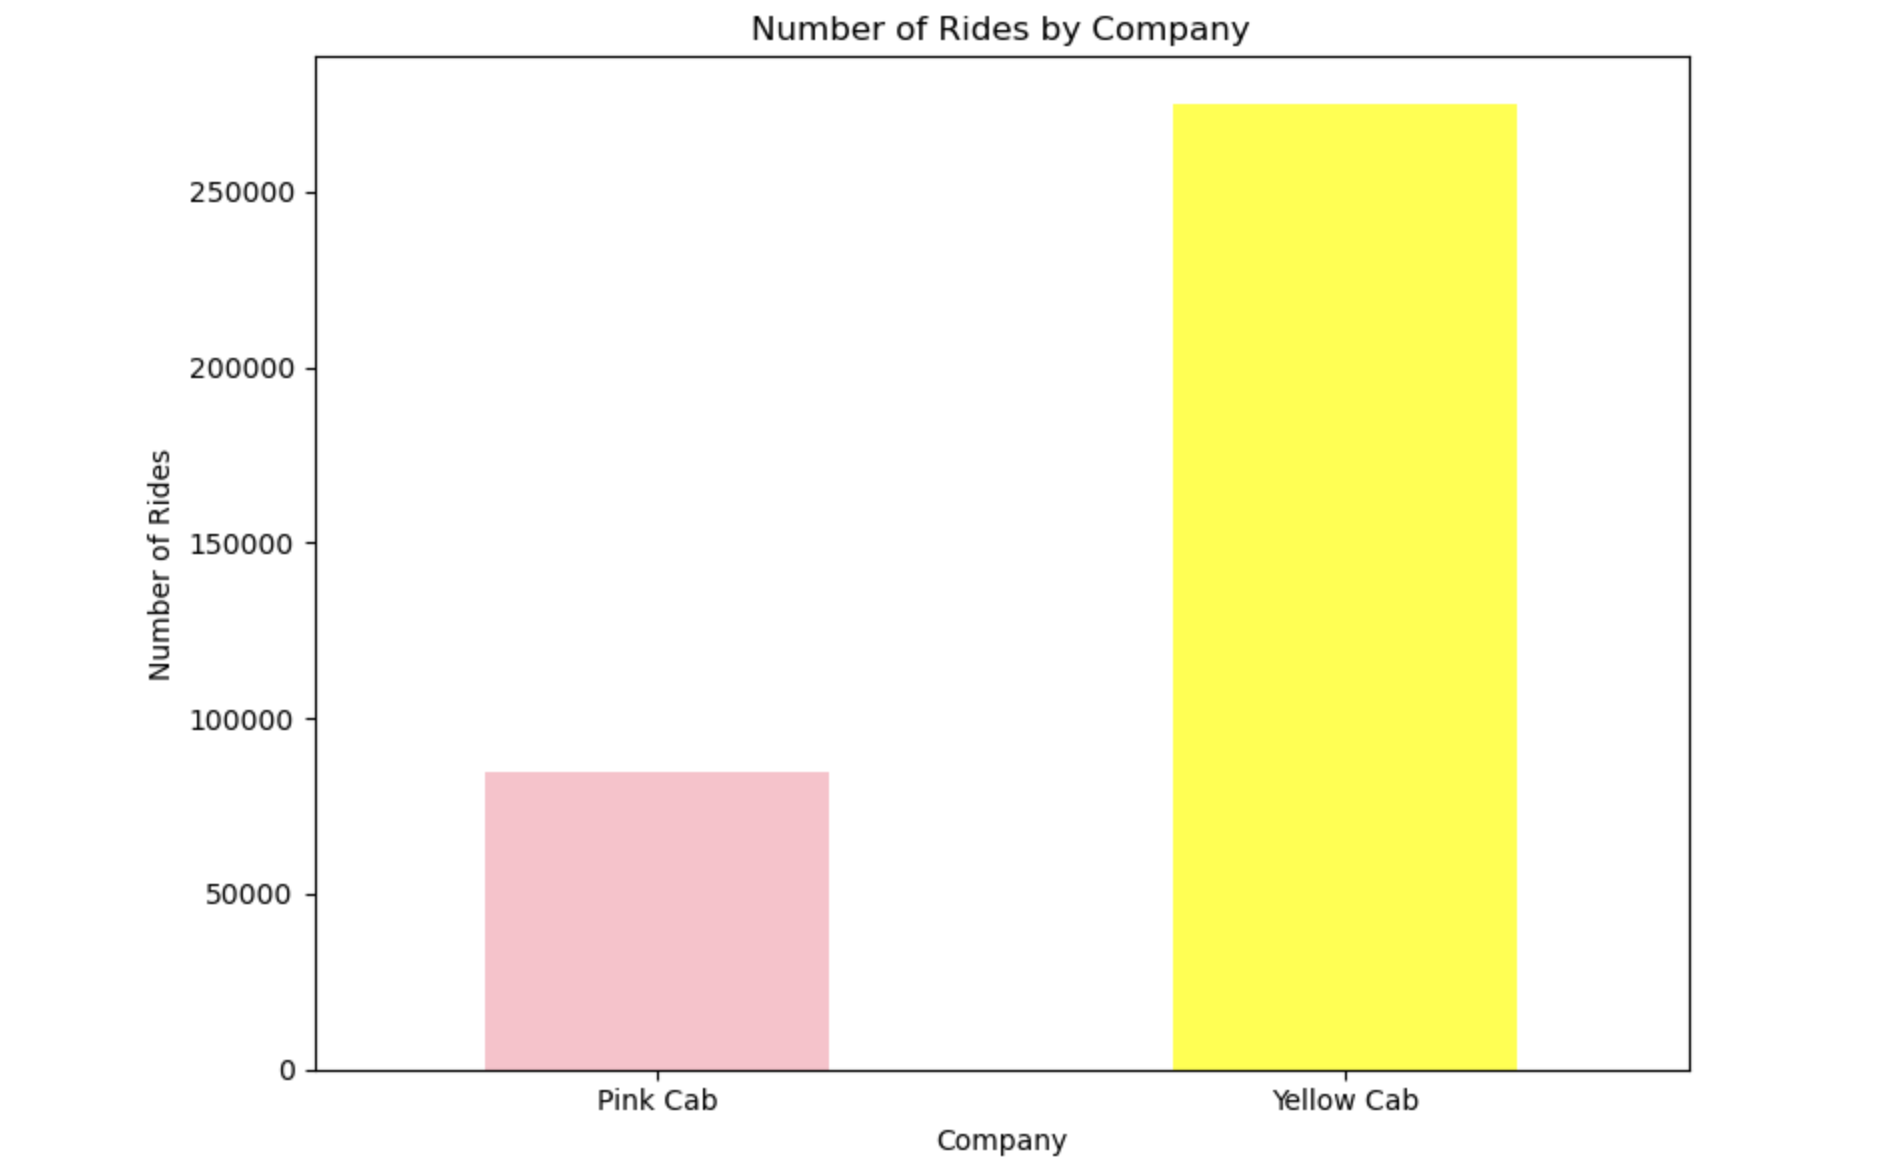 Number of Rides by Company
Number of Rides
250000
200000
150000
100000
50000
0
Pink Cab
Yellow Cab
Company